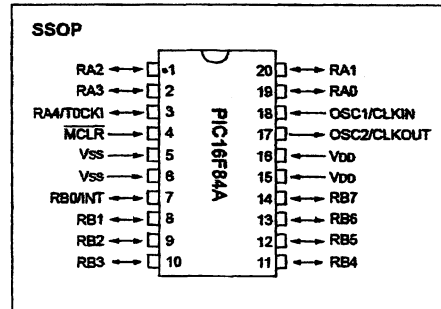 SSOP
RA2 1 20 RA1
RA3 2 19 RA0
RA4/T0CKI 3 18 OSC1/CLKIN
MCLR 4 17 OSC2/CLKOUT
Vss 5 16 VDD
Vss 6 15 VDD
RB0/INT 7 14 RB7
RB1 8 13 RB6
RB2 9 12 RB5
RB3 10 11 RB4
PIC16F84A